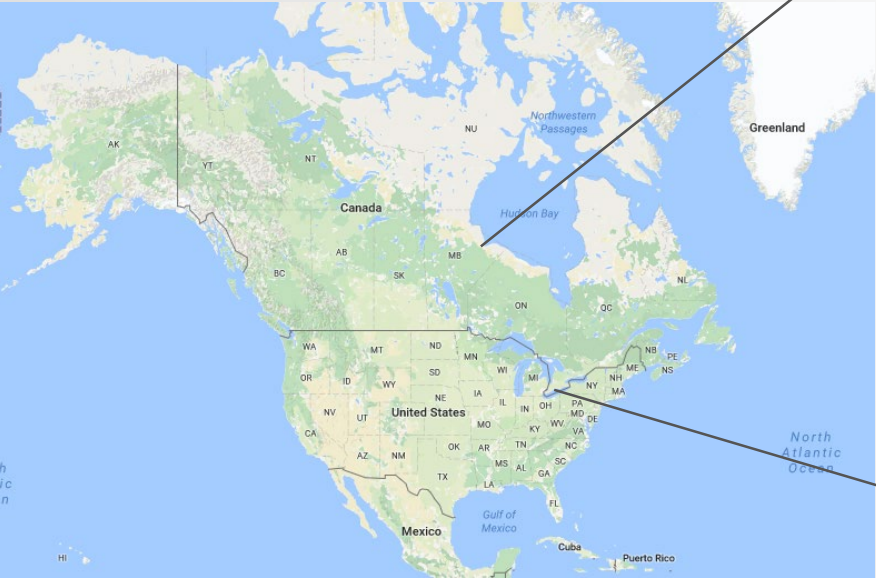 Greenland
Northwestern
Passages
NU
AK
YT
NT
Canada
Hudson Bay
AB
MB
BC
SK
NL
ON
QC
WA
MT
ND
MN
NB
PE
ME
NS
OR
ID
WY
SD
WI
MI
NH
NY
MA
NV
UT
NE
IA
IL
IN
OH
PA
MD
DE
United States
CA
MO
KY
WV
VA
North
Atlantic
Ocean
AZ
NM
OK
AR
TN
NC
MS
AL
SC
GA
TX
LA
FL
h
ic
n
Gulf of
Mexico
Mexico
HI
Cuba
Puerto Rico